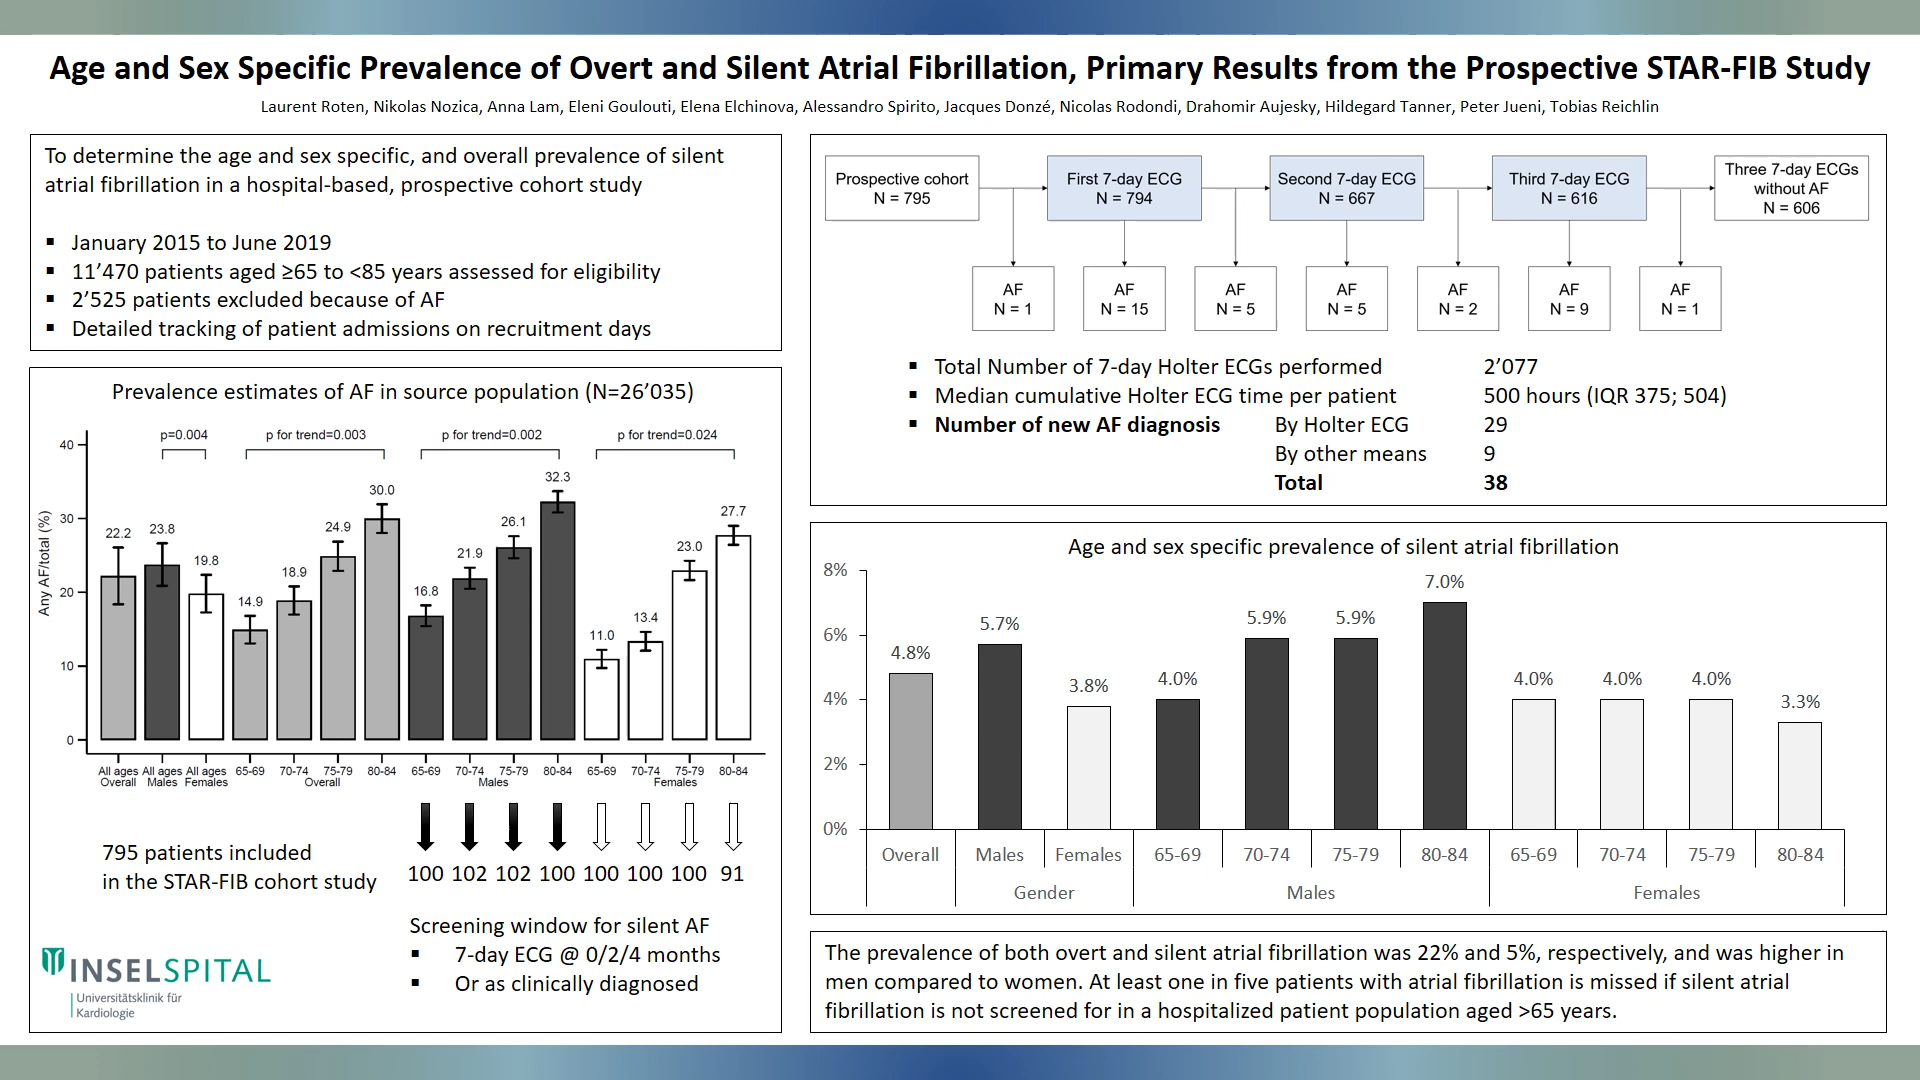 Age and Sex Specific Prevalence of Overt and Silent Atrial Fibrillation, Primary Results from the Prospective STAR-FIB Study
Laurent Roten, Nikolas Nozica, Anna Lam, Eleni Goulouti, Elena Elchinova, Alessandro Spirito, Jacques Donzé, Nicolas Rodondi, Drahomir Aujesky, Hildegard Tanner, Peter Jueni, Tobias Reichlin
To determine the age and sex specific, and overall prevalence of silent
atrial fibrillation in a hospital-based, prospective cohort study
▪ January 2015 to June 2019
▪ 11’470 patients aged ≥65 to <85 years assessed for eligibility
▪ 2’525 patients excluded because of AF
▪ Detailed tracking of patient admissions on recruitment days
Prevalence estimates of AF in source population (N=26’035)
p=0.004 p for trend=0.003 p for trend=0.002 p for trend=0.024
Any AF/total (%)
40
30
20
10
0
22.2 23.8 19.8 14.9 18.9 24.9 30.0 16.8 21.9 26.1 32.3 11.0 13.4 23.0 27.7
All ages All ages All ages 65-69 70-74 75-79 80-84 65-69 70-74 75-79 80-84 65-69 70-74 75-79 80-84
Overall Males Females Overall Males Females
795 patients included
in the STAR-FIB cohort study
100 102 102 100 100 100 100 91
Screening window for silent AF
▪ 7-day ECG @ 0/2/4 months
▪ Or as clinically diagnosed
INSELSPITAL
Universitätsklinik für
Kardiologie
Prospective cohort
N = 795
First 7-day ECG
N = 794
Second 7-day ECG
N = 667
Third 7-day ECG
N = 616
Three 7-day ECGs
without AF
N = 606
AF
N = 1
AF
N = 15
AF
N = 5
AF
N = 5
AF
N = 2
AF
N = 9
AF
N = 1
▪ Total Number of 7-day Holter ECGs performed 2’077
▪ Median cumulative Holter ECG time per patient 500 hours (IQR 375; 504)
▪ Number of new AF diagnosis By Holter ECG 29
By other means 9
Total 38
Age and sex specific prevalence of silent atrial fibrillation
8%
6%
4%
2%
0%
4.8% 5.7% 3.8% 4.0% 5.9% 5.9% 7.0% 4.0% 4.0% 4.0% 3.3%
Overall Males Females 65-69 70-74 75-79 80-84 65-69 70-74 75-79 80-84
Gender Males Females
The prevalence of both overt and silent atrial fibrillation was 22% and 5%, respectively, and was higher in
men compared to women. At least one in five patients with atrial fibrillation is missed if silent atrial
fibrillation is not screened for in a hospitalized patient population aged >65 years.